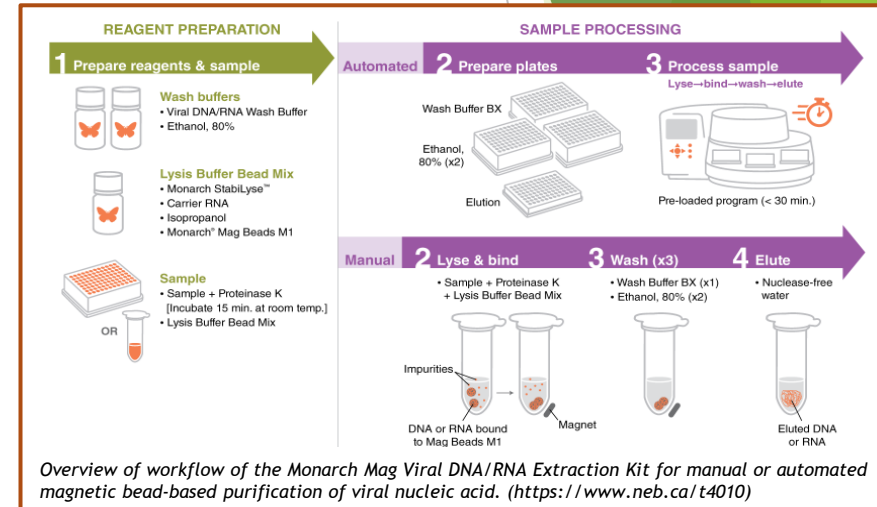 REAGENT PREPARATION
1 Prepare reagents & sample
Wash buffers
• Viral DNA/RNA Wash Buffer
• Ethanol, 80%
Lysis Buffer Bead Mix
• Monarch StabiLyse™
• Carrier RNA
• Isopropanol
• Monarch® Mag Beads M1
Sample
• Sample + Proteinase K
[Incubate 15 min. at room temp.]
• Lysis Buffer Bead Mix
OR
SAMPLE PROCESSING
Automated
2 Prepare plates
Wash Buffer BX
Ethanol,
80% (x2)
Elution
3 Process sample
Lyse→bind→wash→elute
Pre-loaded program (< 30 min.)
Manual
2 Lyse & bind
• Sample + Proteinase K
+ Lysis Buffer Bead Mix
Impurities
DNA or RNA bound
to Mag Beads M1
Magnet
3 Wash (x3)
• Wash Buffer BX (x1)
• Ethanol, 80% (x2)
4 Elute
• Nuclease-free
water
Eluted DNA
or RNA
Overview of workflow of the Monarch Mag Viral DNA/RNA Extraction Kit for manual or automated
magnetic bead-based purification of viral nucleic acid. (https://www.neb.ca/t4010)